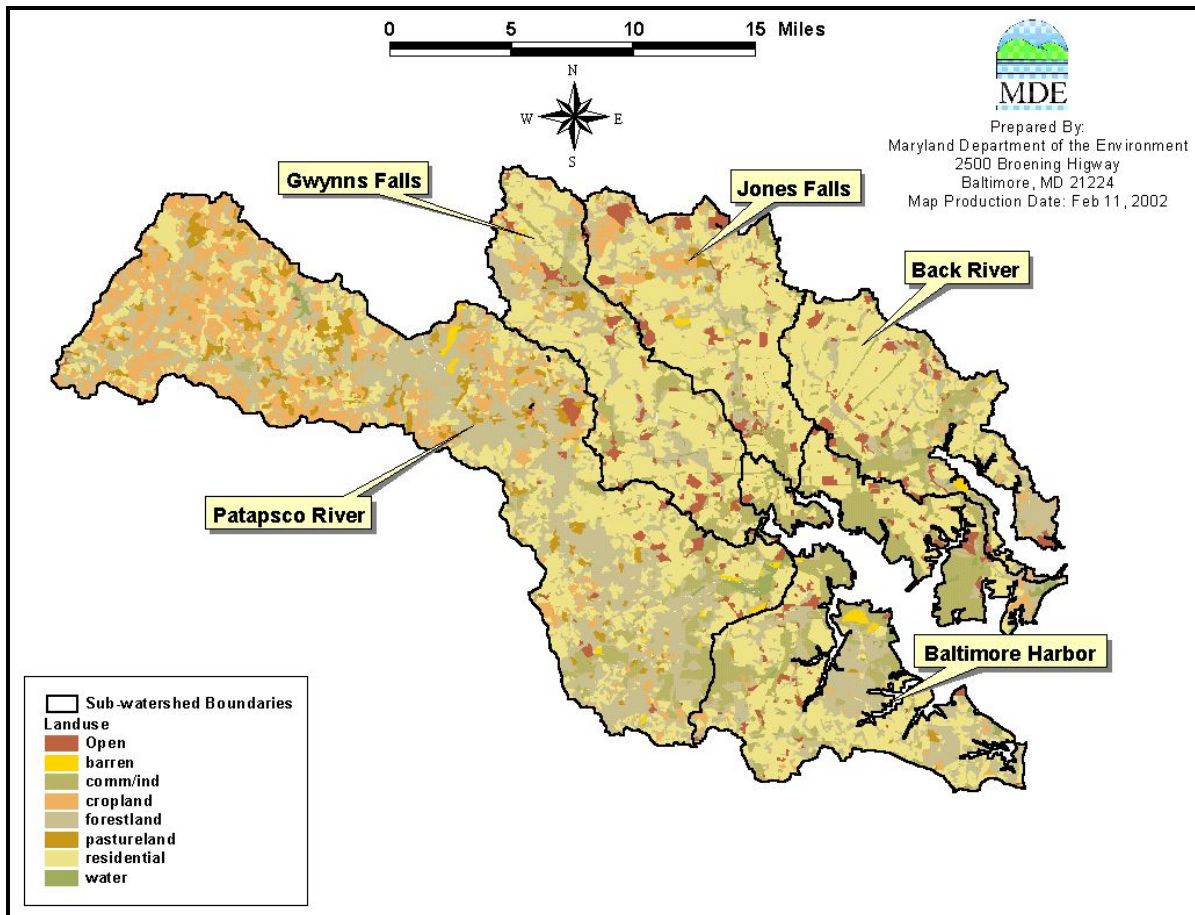 0 5 10 15 Miles
N
W E
S
MDE
Prepared By:
Maryland Department of the Environment
2500 Broening Higway
Baltimore, MD 21224
Map Production Date: Feb 11, 2002
Gwynns Falls
Jones Falls
Back River
Patapsco River
Baltimore Harbor
Sub-watershed Boundaries
Landuse
Open
barren
comm/ind
cropland
forestland
pastureland
residential
water